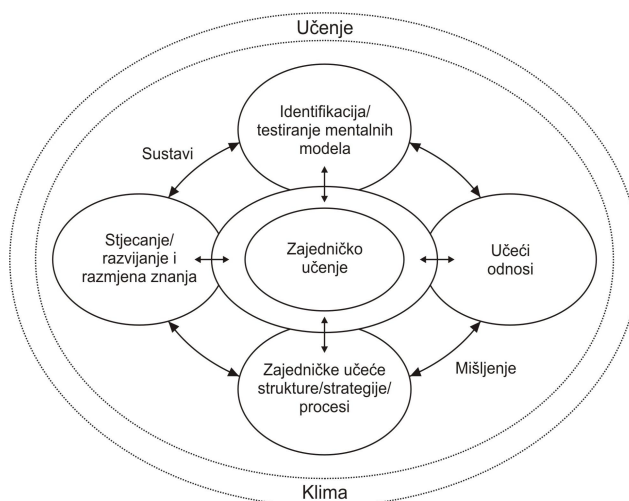 Učenje
Identifikacija/
testiranje mentalnih
modela
Sustavi
Stjecanje/
razvijanje i
razmjena znanja
Zajedničko
učenje
Učeći
odnosi
Zajedničke učeće
strukture/strategije/
procesi
Mišljenje
Klima